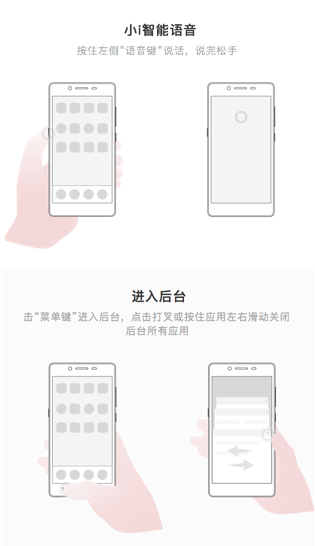 小i智能语音
按住左侧“语音键”说话，说完松手
进入后台
击“菜单键”进入后台，点击打叉或按住应用左右滑动关闭
后台所有应用